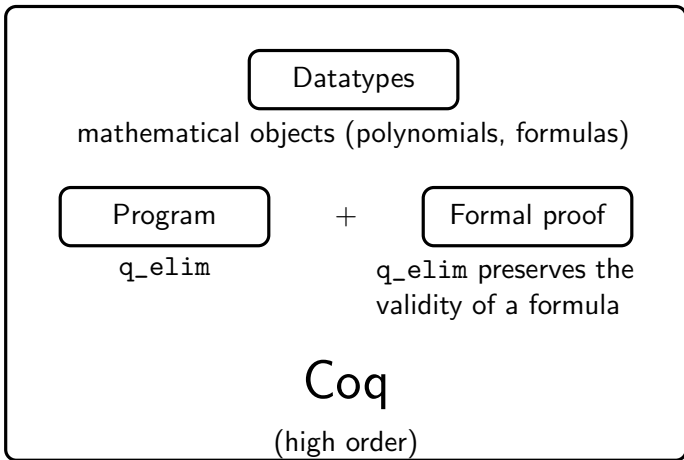 Datatypes
mathematical objects (polynomials, formulas)
Program + Formal proof
q_elim
q_elim preserves the
validity of a formula
Coq
(high order)